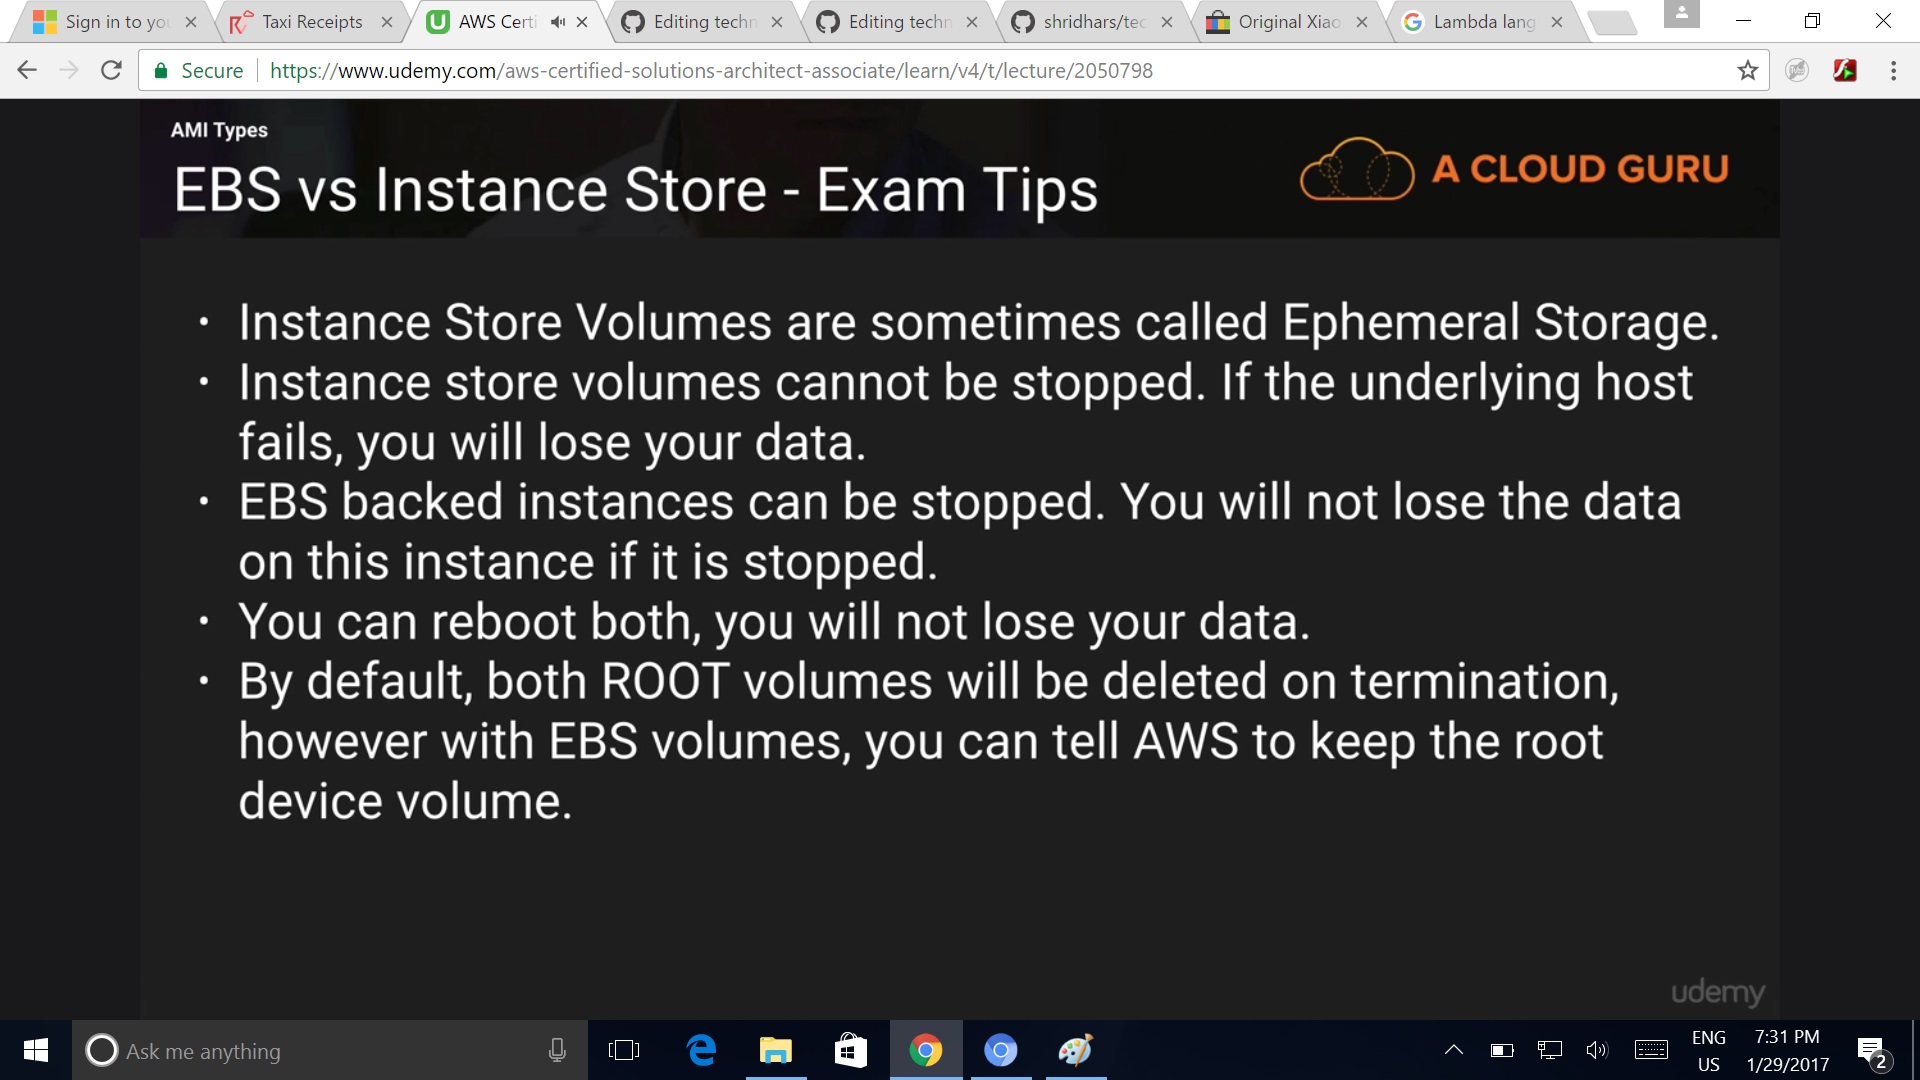 Sign in to you
Taxi Receipts
AWS Certi
Editing techn
Editing techn
shridhars/tec
Original Xiao
Lambda lang
Secure
https://www.udemy.com/aws-certified-solutions-architect-associate/learn/v4/t/lecture/2050798
AMI Types
EBS vs Instance Store - Exam Tips
A CLOUD GURU
• Instance Store Volumes are sometimes called Ephemeral Storage.
• Instance store volumes cannot be stopped. If the underlying host
fails, you will lose your data.
• EBS backed instances can be stopped. You will not lose the data
on this instance if it is stopped.
• You can reboot both, you will not lose your data.
• By default, both ROOT volumes will be deleted on termination,
however with EBS volumes, you can tell AWS to keep the root
device volume.
udemy
Ask me anything
ENG
US
7:31 PM
1/29/2017
2